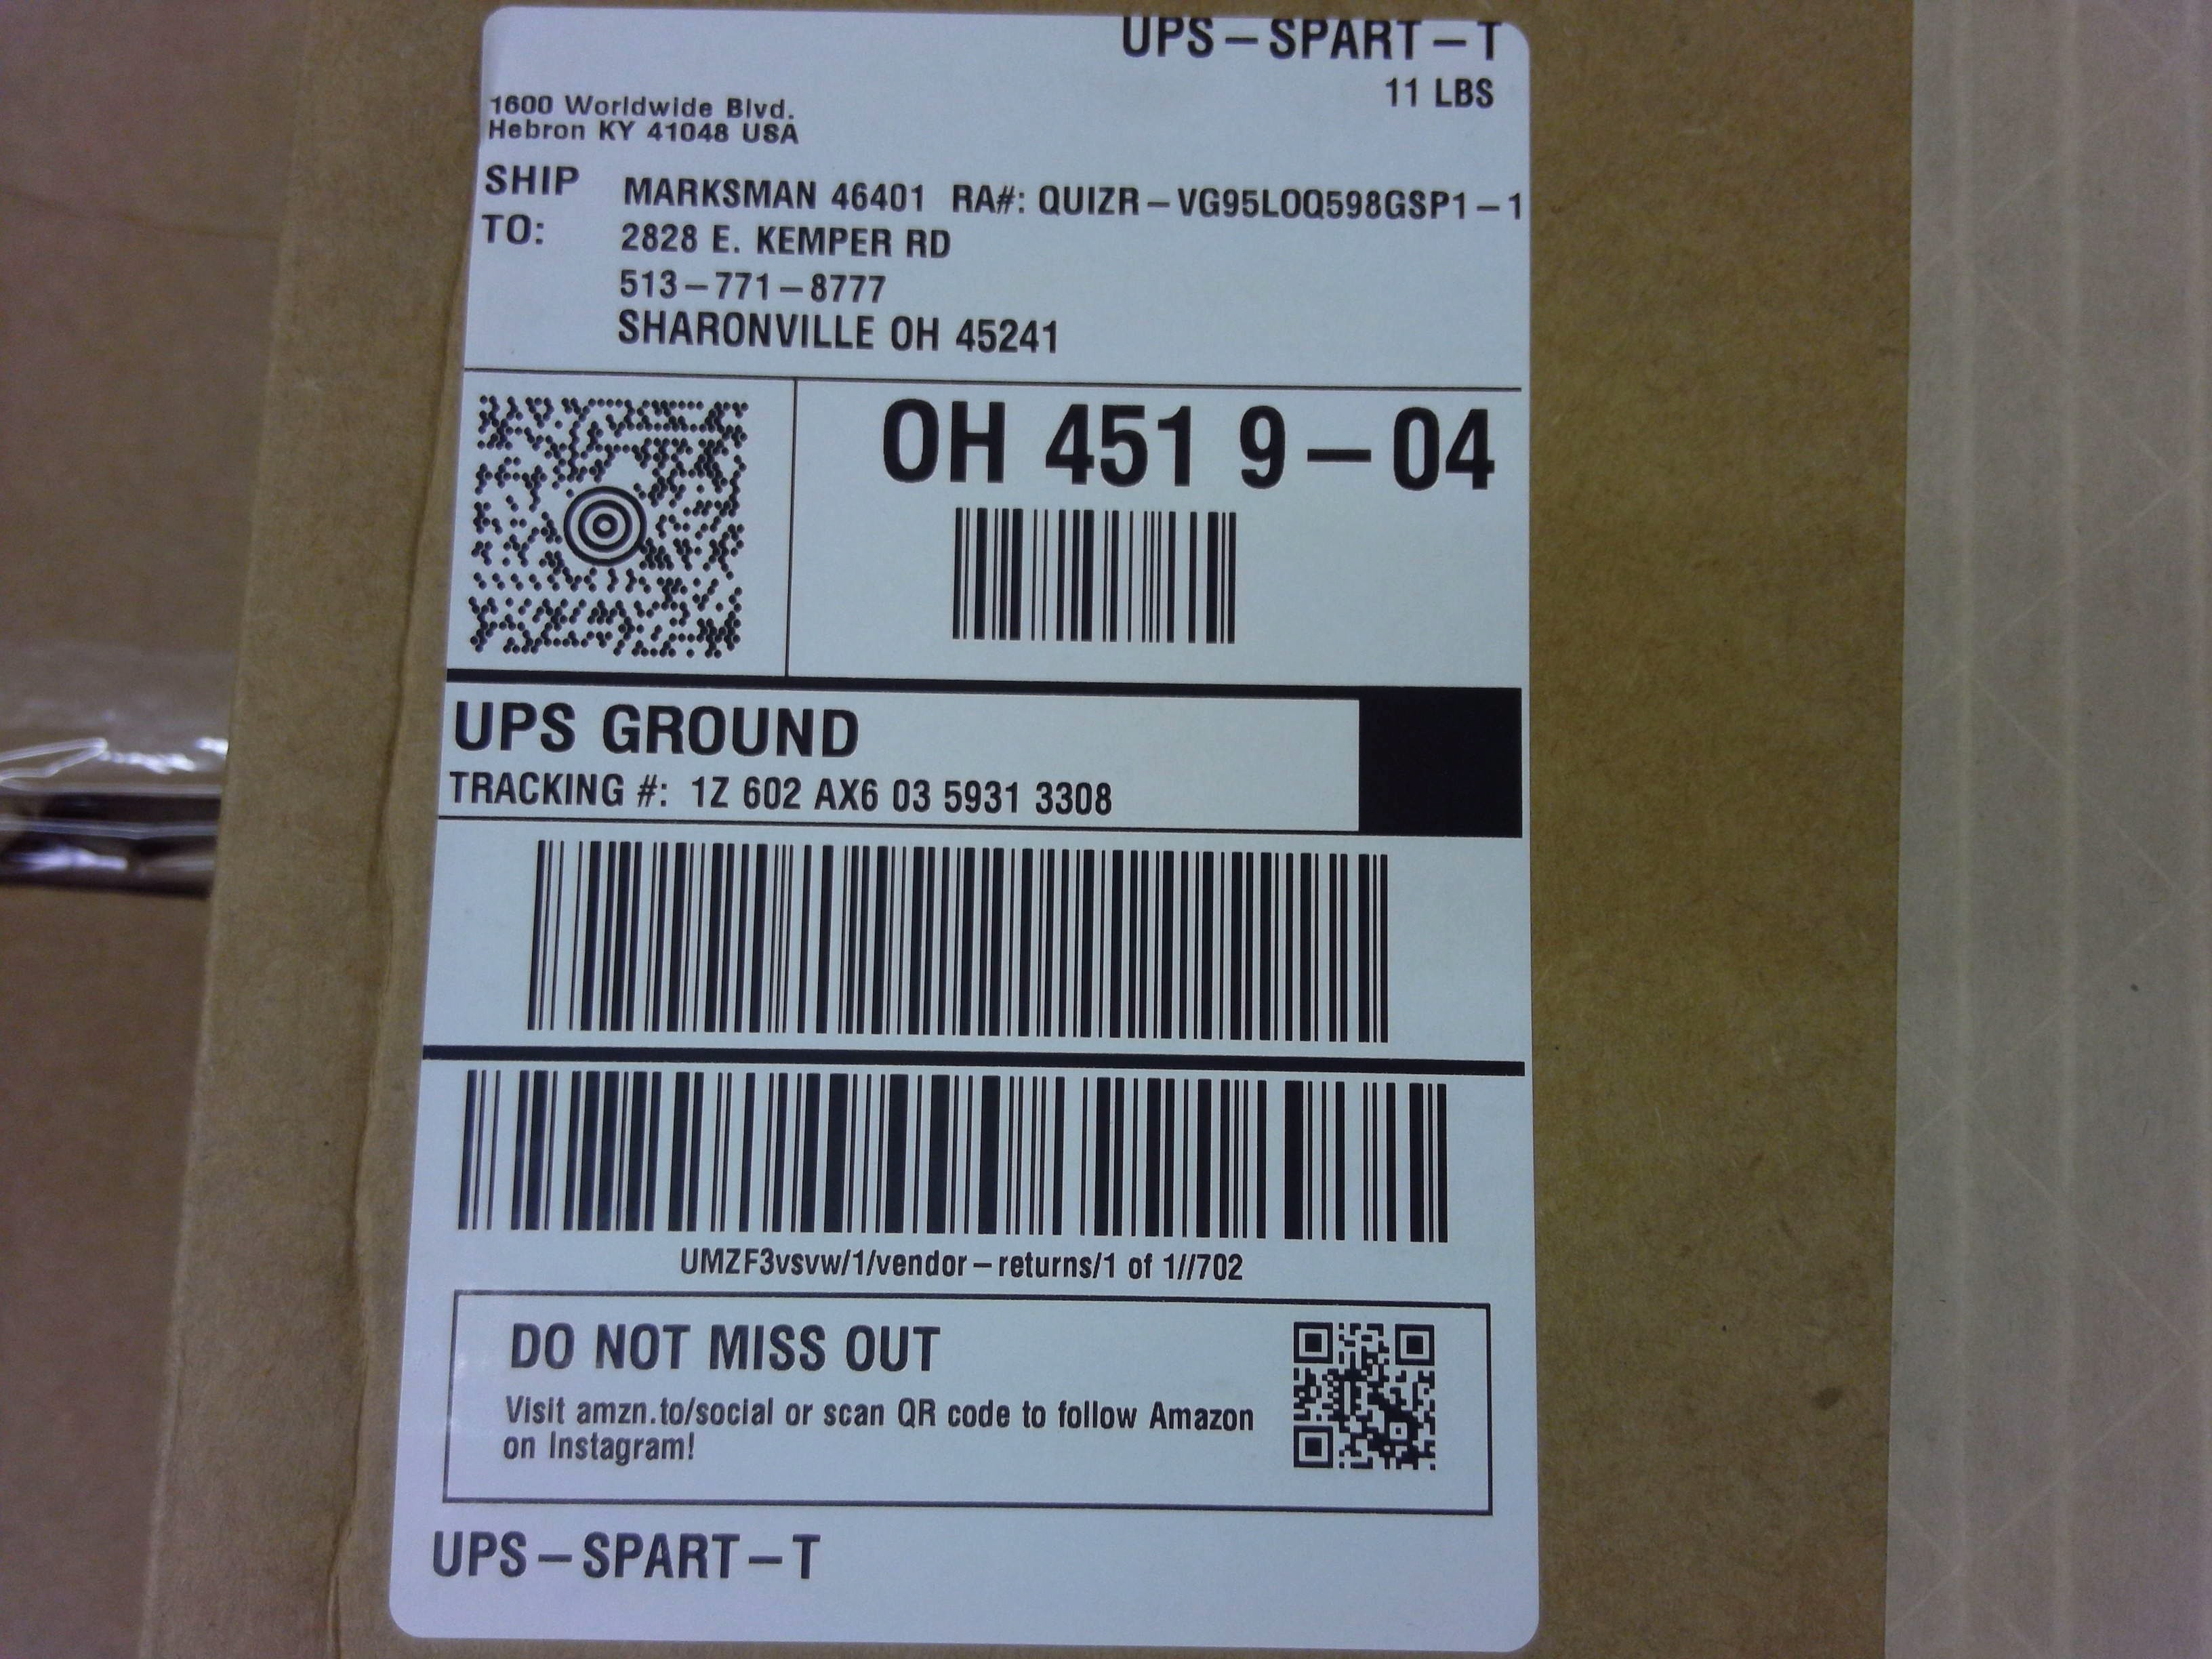 UPS-SPART-T
11 LBS
1600 Worldwide Blvd.
Hebron KY 41048 USA
SHIP TO:
MARKSMAN 46401 RA#: QUIZR-VG95LOQ598GSP1-1
2828 E. KEMPER RD
513-771-8777
SHARONVILLE OH 45241
OH 451 9-04
UPS GROUND
TRACKING #: 1Z 602 AX6 03 5931 3308
UMZF3vsvw/1/vendor-returns/1 of 1//702
DO NOT MISS OUT
Visit amzn.to/social or scan QR code to follow Amazon
on Instagram!
UPS-SPART-T